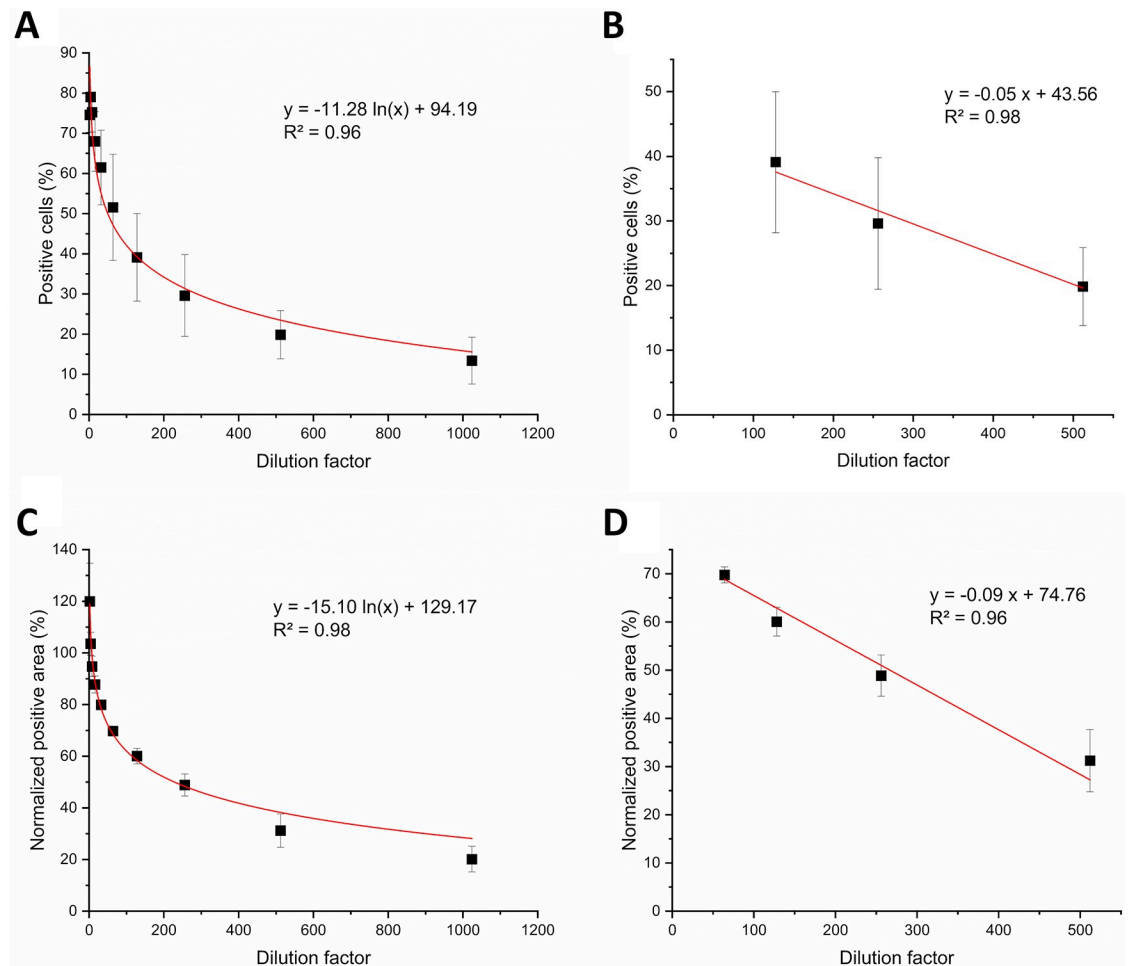 A
90
80
70
60
50
40
30
20
10
0
Positive cells (%)
y = -11.28 ln(x) + 94.19
R² = 0.96
0 200 400 600 800 1000 1200
Dilution factor
B
50
40
30
20
10
0
Positive cells (%)
y = -0.05 x + 43.56
R² = 0.98
0 100 200 300 400 500
Dilution factor
C
140
120
100
80
60
40
20
0
Normalized positive area (%)
y = -15.10 ln(x) + 129.17
R² = 0.98
0 200 400 600 800 1000 1200
Dilution factor
D
70
60
50
40
30
20
10
0
Normalized positive area (%)
y = -0.09 x + 74.76
R² = 0.96
0 100 200 300 400 500
Dilution factor